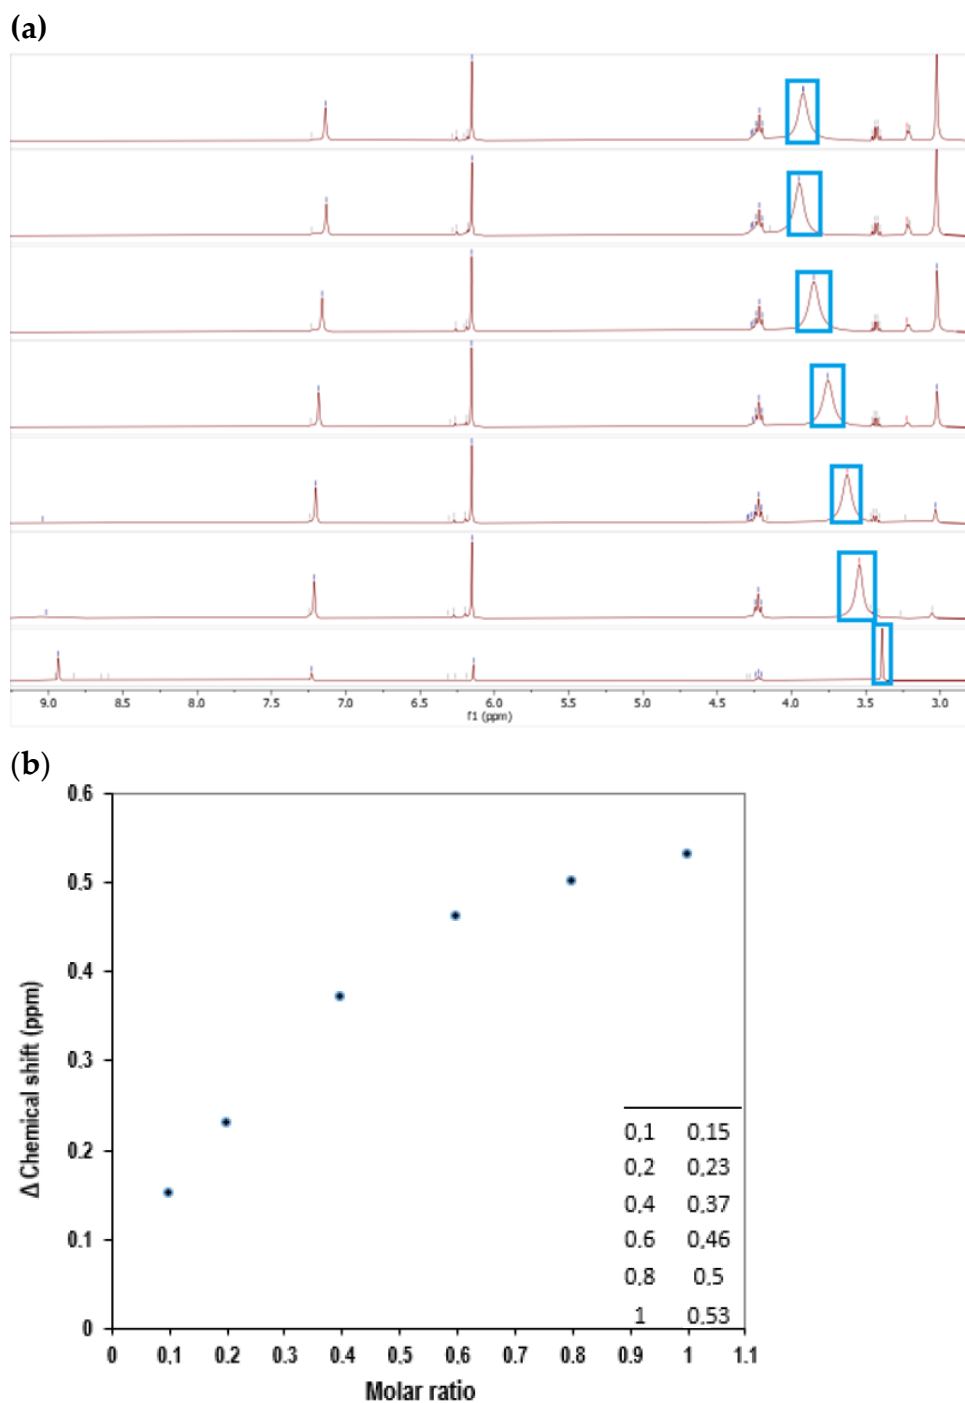 (a)
9.0 8.5 8.0 7.5 7.0 6.5 6.0 5.5 5.0 4.5 4.0 3.5 3.0
f1 (ppm)
(b)
0.6
0.5
0.4
0.3
0.2
0.1
0
Δ Chemical shift (ppm)
0,1 0,15
0,2 0,23
0,4 0,37
0,6 0,46
0,8 0,5
1 0,53
0 0.1 0.2 0.3 0.4 0.5 0.6 0.7 0.8 0.9 1 1.1
Molar ratio